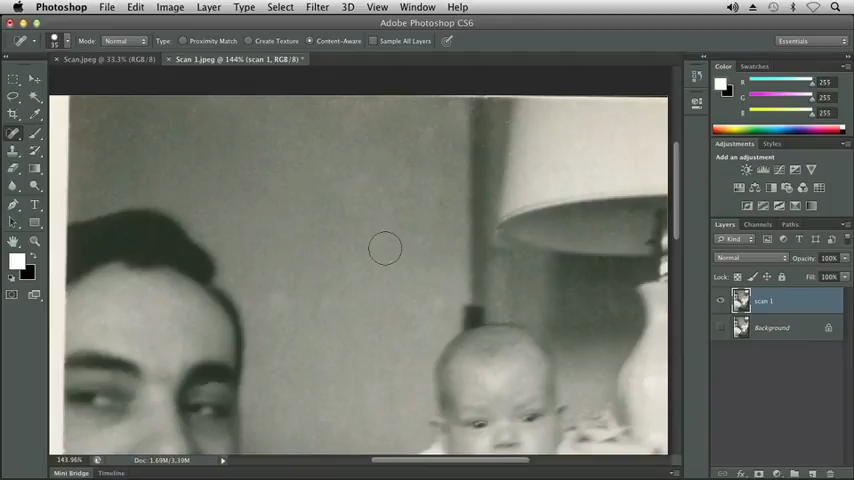 Photoshop File Edit Image Layer Type Select Filter 3D View Window Help
Adobe Photoshop CS6
35 Mode: Normal Type: Proximity Match Create Texture Content-Aware Sample All Layers Essentials
× Scan.jpeg @ 33.3% (RGB/8) × Scan 1.jpeg @ 144% (scan 1, RGB/8) *
Color Swatches
R 255
G 255
B 255
Adjustments Styles
Add an adjustment
Layers Channels Paths
Kind
Normal Opacity: 100%
Lock: Fill: 100%
scan 1
Background
143.96% Doc: 1.69M/3.39M
Mini Bridge Timeline